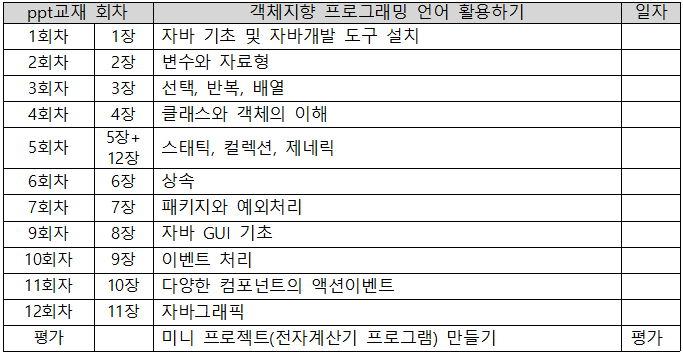 ppt교재 회차 객체지향 프로그래밍 언어 활용하기 일자
1회차 1장 자바 기초 및 자바개발 도구 설치
2회차 2장 변수와 자료형
3회자 3장 선택, 반복, 배열
4회차 4장 클래스와 객체의 이해
5회차 5장+12장 스태틱, 컬렉션, 제네릭
6회차 6장 상속
7회차 7장 패키지와 예외처리
9회자 8장 자바 GUI 기초
10회자 9장 이벤트 처리
11회자 10장 다양한 컴포넌트의 액션이벤트
12회차 11장 자바그래픽
평가 미니 프로젝트(전자계산기 프로그램) 만들기 평가